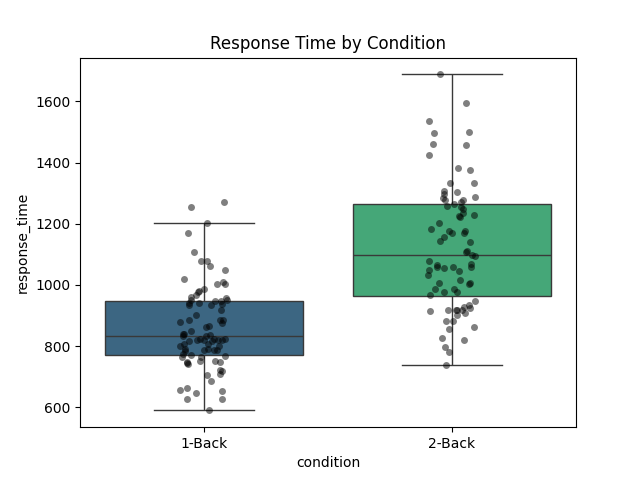 Response Time by Condition
1600
1400
1200
1000
800
600
response_time
1-Back
2-Back
condition